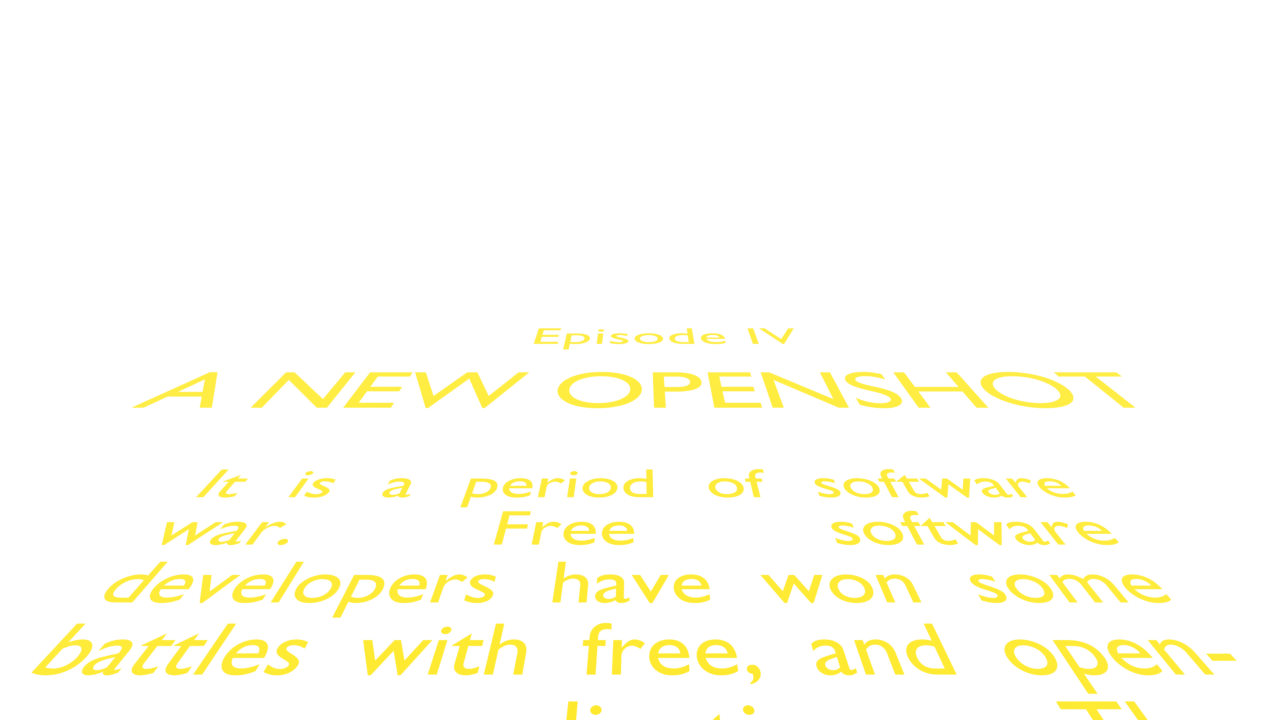 Episode IV
A NEW OPENSHOT
It is a period of software
war. Free software
developers have won some
battles with free, and open-